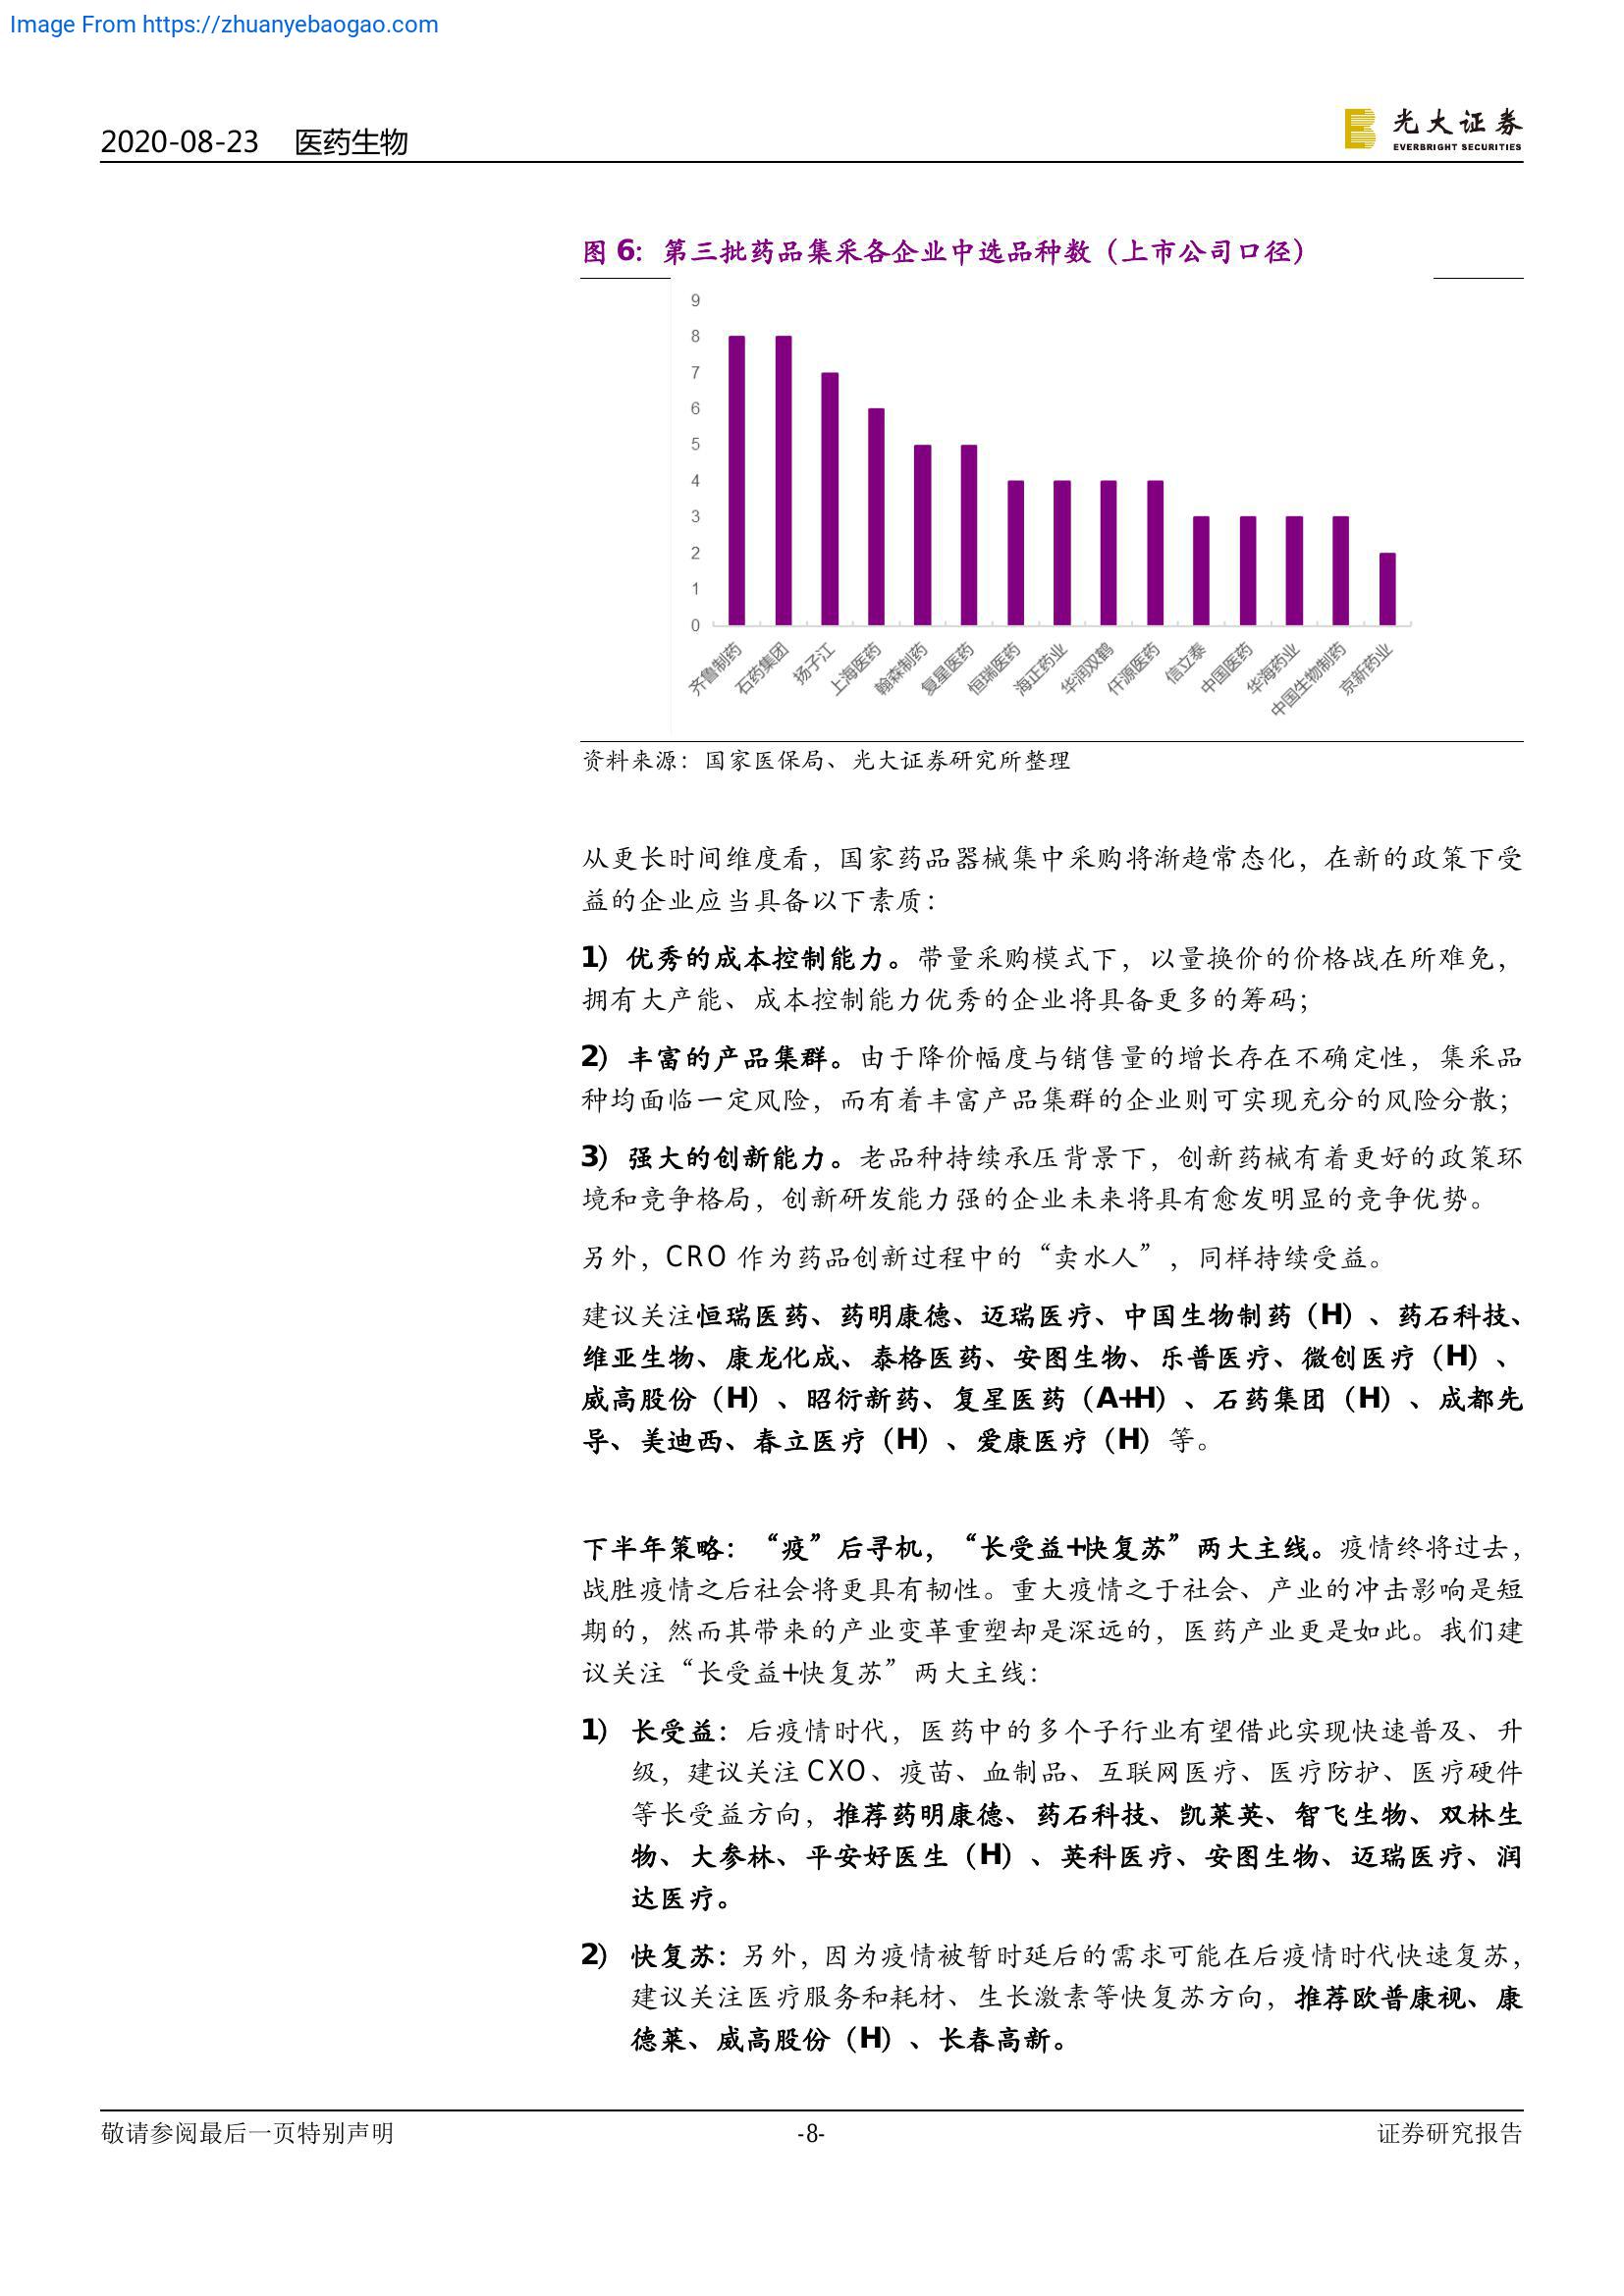 Image From https://zhuanyebaogao.com
2020-08-23 医药生物
光大证券
EVERBRIGHT SECURITIES
图 6：第三批药品集采各企业中选品种数（上市公司口径）
9
8
7
6
5
4
3
2
1
0
齐鲁制药
石药集团
扬子江
上海医药
翰森制药
复星医药
恒瑞医药
海正药业
华润双鹤
仟源医药
信立泰
中国医药
华海药业
中国生物制药
京新药业
资料来源：国家医保局、光大证券研究所整理
从更长时间维度看，国家药品器械集中采购将渐趋常态化，在新的政策下受
益的企业应当具备以下素质：
1）优秀的成本控制能力。带量采购模式下，以量换价的价格战在所难免，
拥有大产能、成本控制能力优秀的企业将具备更多的筹码；
2）丰富的产品集群。由于降价幅度与销售量的增长存在不确定性，集采品
种均面临一定风险，而有着丰富产品集群的企业则可实现充分的风险分散；
3）强大的创新能力。老品种持续承压背景下，创新药械有着更好的政策环
境和竞争格局，创新研发能力强的企业未来将具有愈发明显的竞争优势。
另外，CRO 作为药品创新过程中的“卖水人”，同样持续受益。
建议关注恒瑞医药、药明康德、迈瑞医疗、中国生物制药（H）、药石科技、
维亚生物、康龙化成、泰格医药、安图生物、乐普医疗、微创医疗（H）、
威高股份（H）、昭衍新药、复星医药（A+H）、石药集团（H）、成都先
导、美迪西、春立医疗（H）、爱康医疗（H）等。
下半年策略：“疫”后寻机，“长受益+快复苏”两大主线。疫情终将过去，
战胜疫情之后社会将更具有韧性。重大疫情之于社会、产业的冲击影响是短
期的，然而其带来的产业变革重塑却是深远的，医药产业更是如此。我们建
议关注“长受益+快复苏”两大主线：
1） 长受益：后疫情时代，医药中的多个子行业有望借此实现快速普及、升
级，建议关注 CXO、疫苗、血制品、互联网医疗、医疗防护、医疗硬件
等长受益方向，推荐药明康德、药石科技、凯莱英、智飞生物、双林生
物、大参林、平安好医生（H）、英科医疗、安图生物、迈瑞医疗、润
达医疗。
2） 快复苏：另外，因为疫情被暂时延后的需求可能在后疫情时代快速复苏，
建议关注医疗服务和耗材、生长激素等快复苏方向，推荐欧普康视、康
德莱、威高股份（H）、长春高新。
敬请参阅最后一页特别声明
-8-
证券研究报告